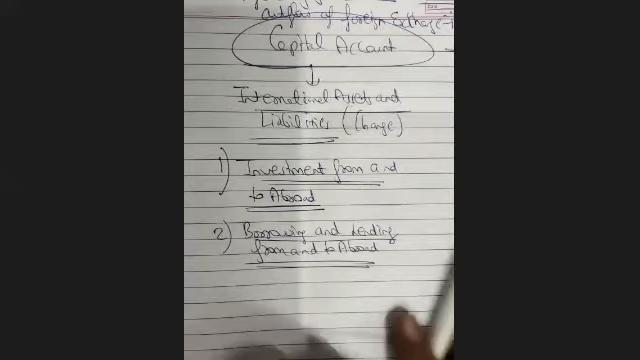 outflow of foreign Exchange
Capital Account
International Assets and
Liabilities (Change)
1) Investment from and
to Abroad
2) Borrowing and Lending
from and to Abroad